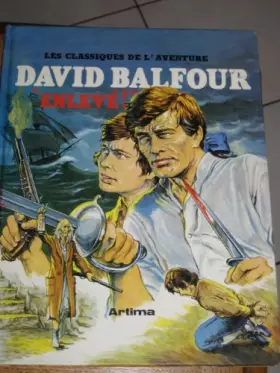 LES CLASSIQUES DE L'AVENTURE
DAVID BALFOUR
"ENLEVÉ!"
Artima